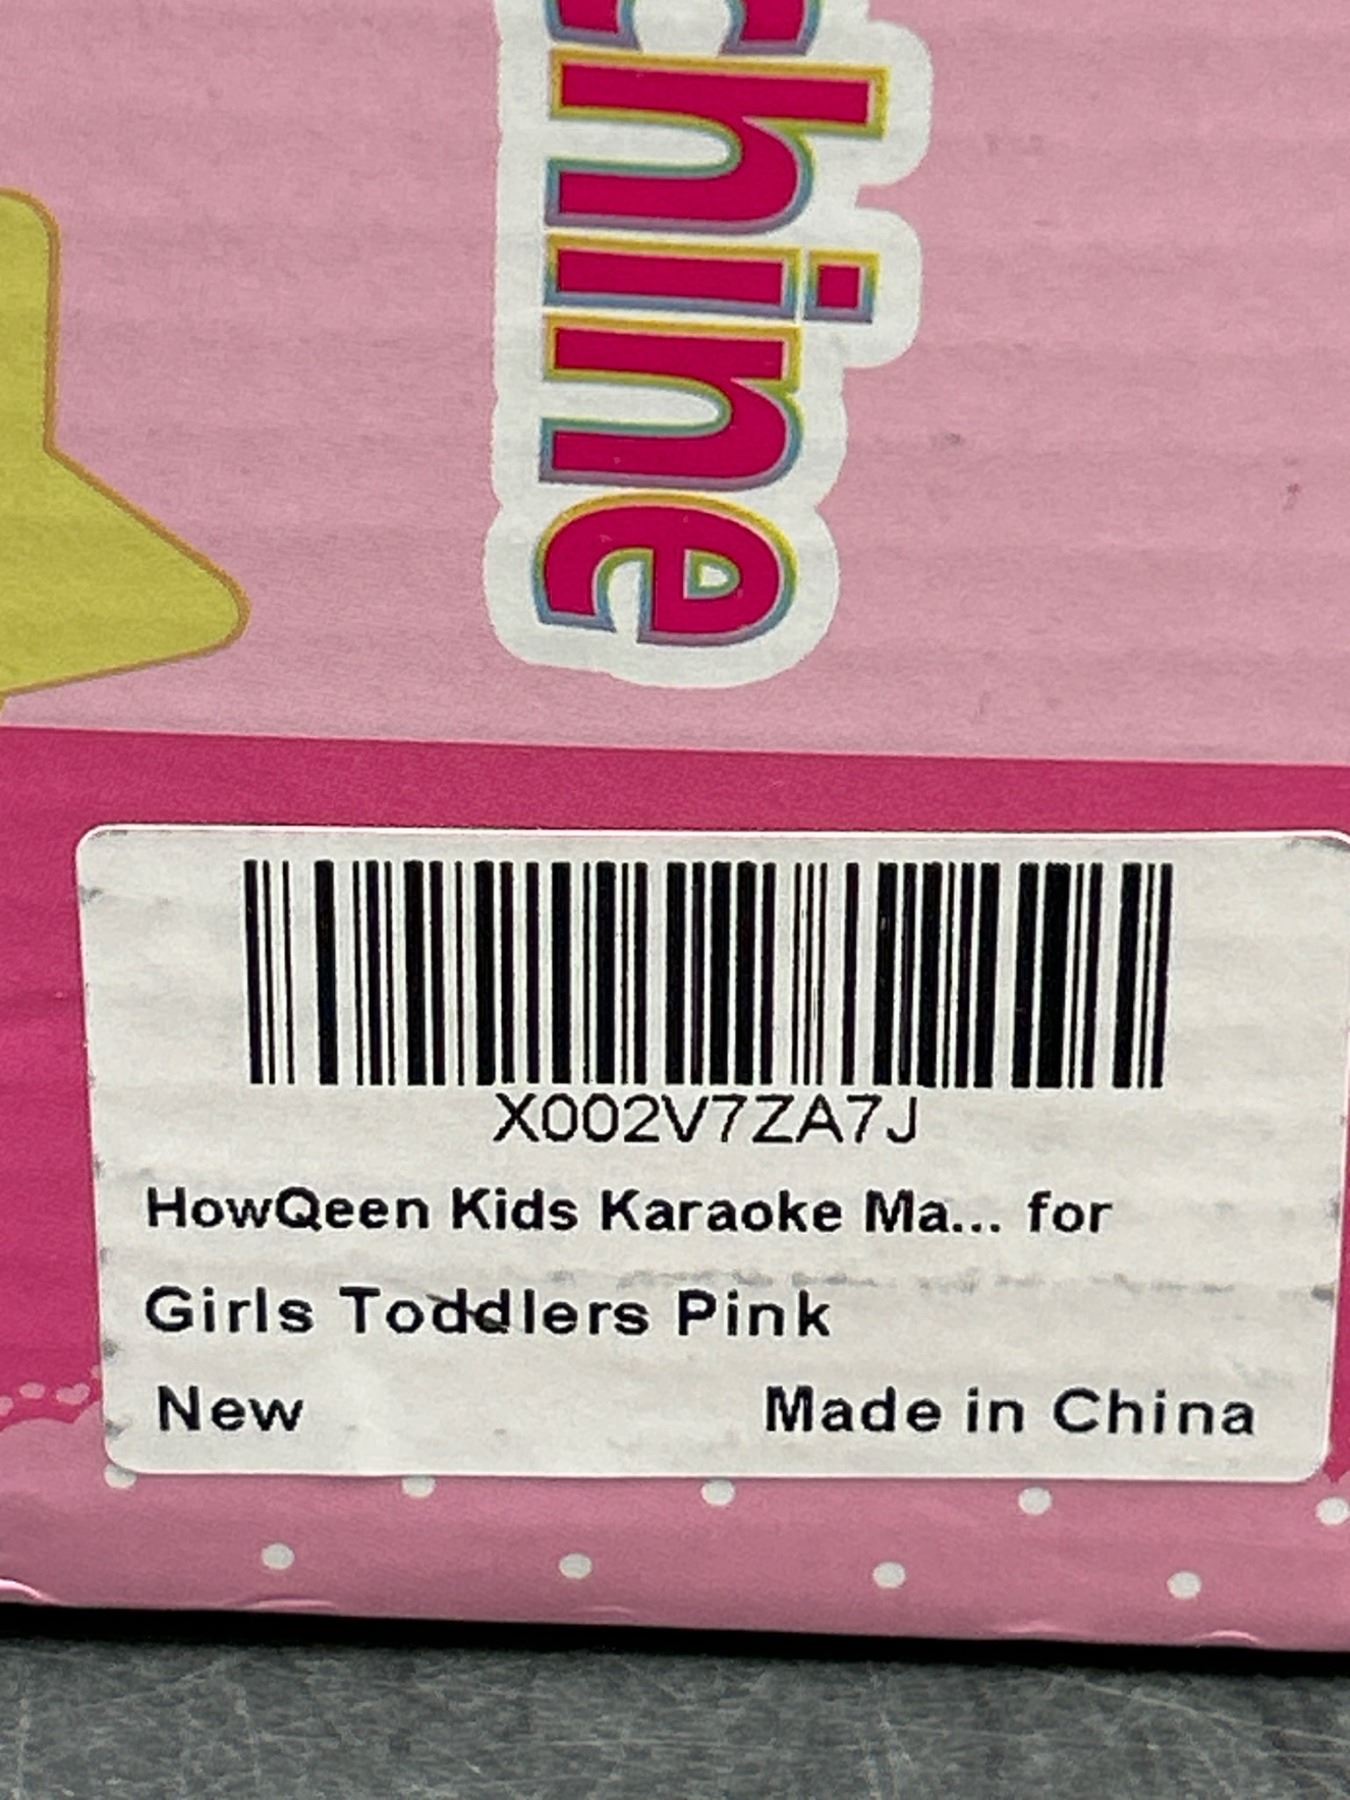 chine
X002V7ZA7J
HowQeen Kids Karaoke Ma... for
Girls Toddlers Pink
New Made in China